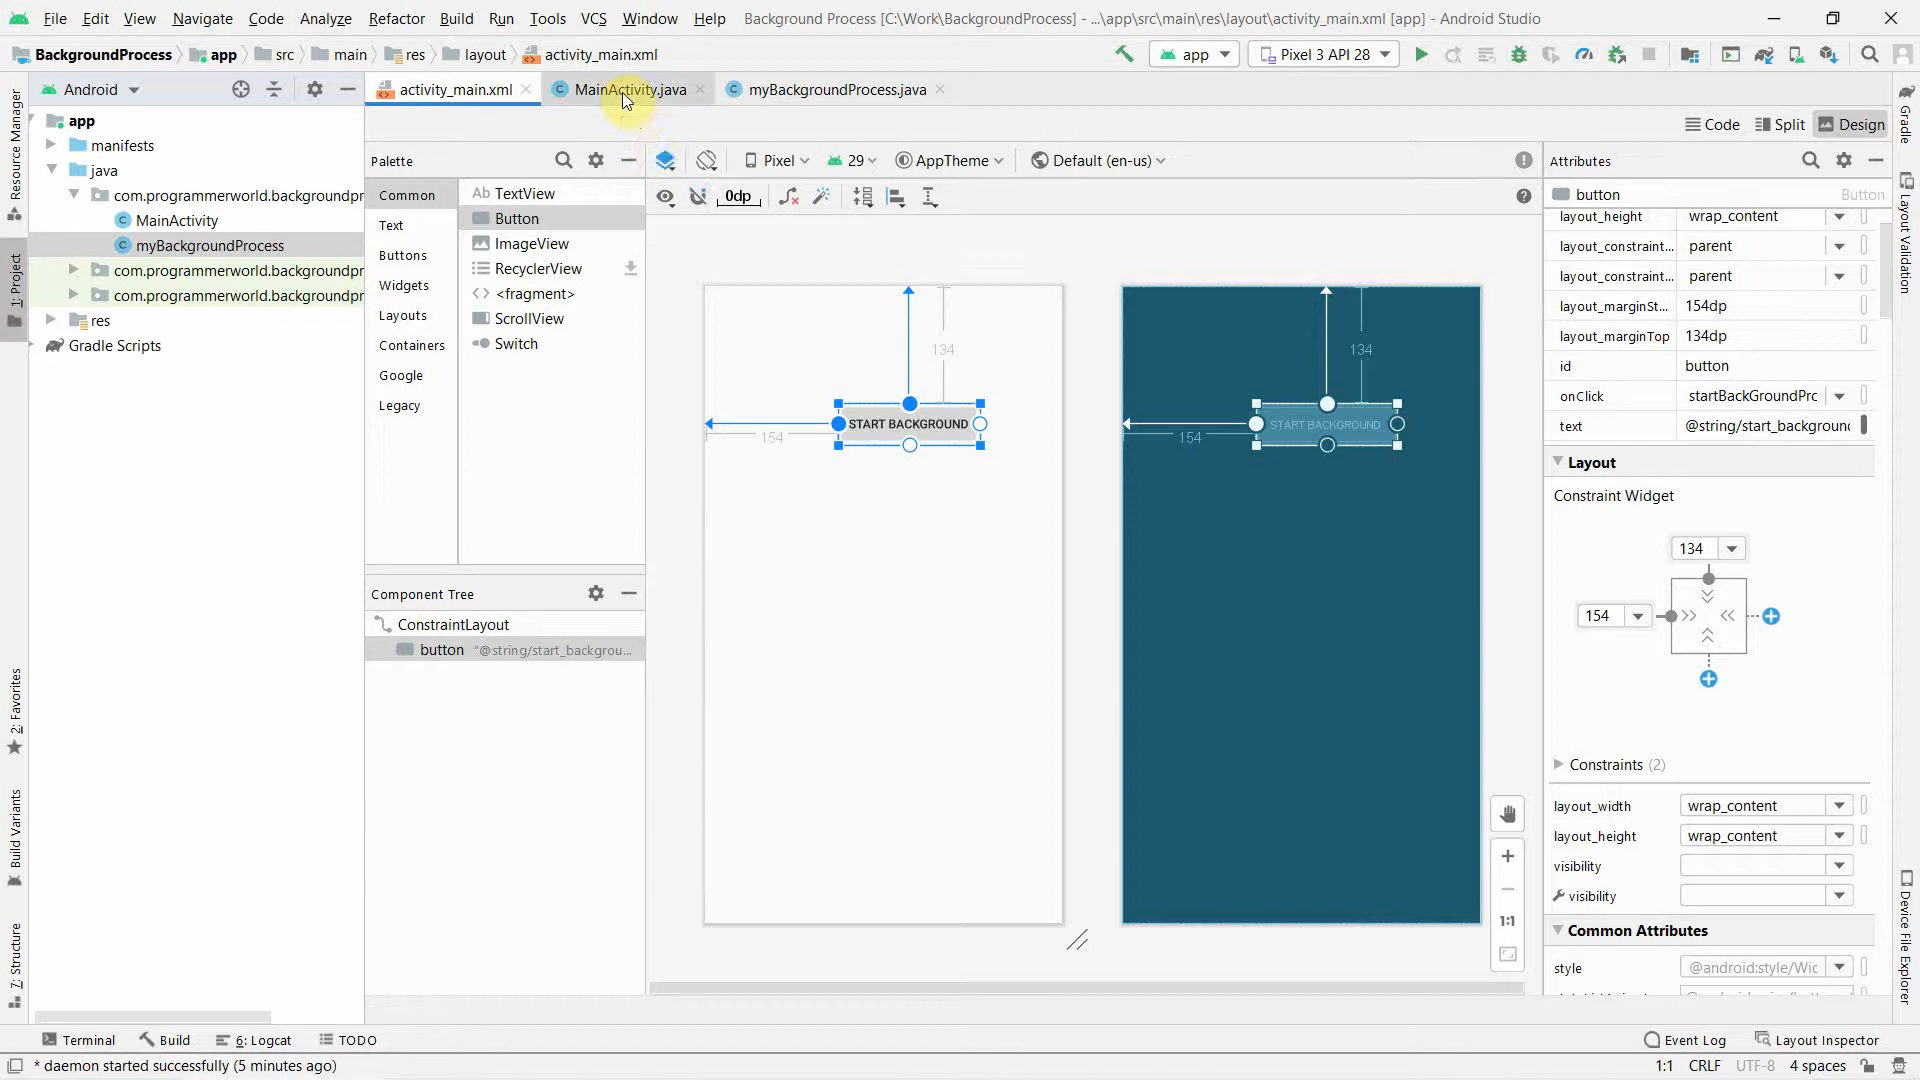 File Edit View Navigate Code Analyze Refactor Build Run Tools VCS Window Help Background Process [C:\Work\BackgroundProcess] - ...\app\src\main\res\layout\activity_main.xml [app] - Android Studio
BackgroundProcess app src main res layout activity_main.xml app Pixel 3 API 28
Android activity_main.xml MainActivity.java myBackgroundProcess.java
Code Split Design
Resource Manager
1: Project
2: Favorites
Build Variants
7: Structure
app
manifests
java
com.programmerworld.backgroundpr
MainActivity
myBackgroundProcess
com.programmerworld.backgroundpr
com.programmerworld.backgroundpr
res
Gradle Scripts
Palette
Common
Text
Buttons
Widgets
Layouts
Containers
Google
Legacy
Ab TextView
Button
ImageView
RecyclerView
<fragment>
ScrollView
Switch
Component Tree
ConstraintLayout
button "@string/start_backgrou...
Pixel 29 AppTheme Default (en-us)
0dp
134
154
START BACKGROUND
134
154
START BACKGROUND
1:1
Attributes
button Button
layout_height wrap_content
layout_constraint... parent
layout_constraint... parent
layout_marginSt... 154dp
layout_marginTop 134dp
id button
onClick startBackGroundPrc
text @string/start_background
Layout
Constraint Widget
134
154
Constraints (2)
layout_width wrap_content
layout_height wrap_content
visibility
visibility
Common Attributes
style @android:style/Wic
Gradle
Layout Validation
Device File Explorer
Terminal Build 6: Logcat TODO Event Log Layout Inspector
* daemon started successfully (5 minutes ago) 1:1 CRLF UTF-8 4 spaces